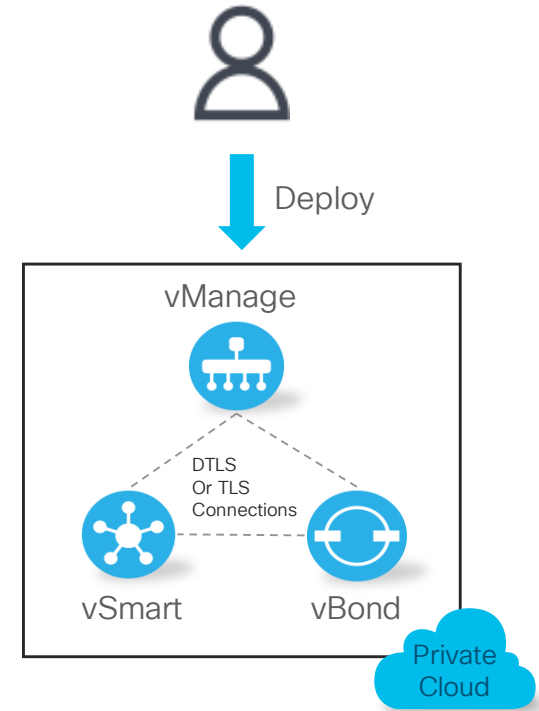 Deploy
vManage
DTLS
Or TLS
Connections
vSmart
vBond
Private
Cloud